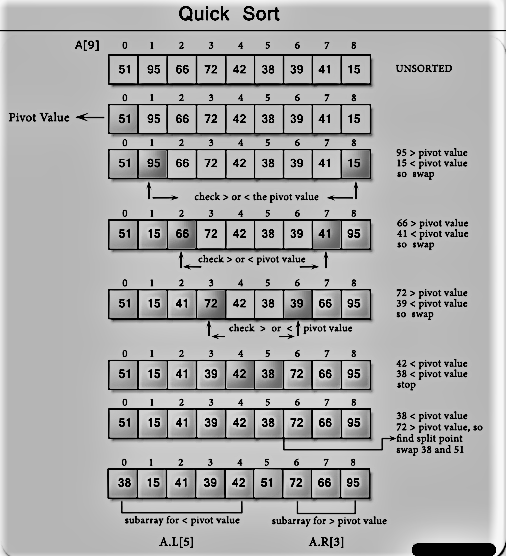 Quick Sort
A[9] 0 1 2 3 4 5 6 7 8
51 95 66 72 42 38 39 41 15 UNSORTED
0 1 2 3 4 5 6 7 8
Pivot Value 51 95 66 72 42 38 39 41 15
0 1 2 3 4 5 6 7 8
51 95 66 72 42 38 39 41 15
95 > pivot value
15 < pivot value
so swap
check > or < the pivot value
0 1 2 3 4 5 6 7 8
51 15 66 72 42 38 39 41 95
66 > pivot value
41 < pivot value
so swap
check > or < pivot value
0 1 2 3 4 5 6 7 8
51 15 41 72 42 38 39 66 95
72 > pivot value
39 < pivot value
so swap
check > or < pivot value
0 1 2 3 4 5 6 7 8
51 15 41 39 42 38 72 66 95
42 < pivot value
38 < pivot value
stop
0 1 2 3 4 5 6 7 8
51 15 41 39 42 38 72 66 95
38 < pivot value
72 > pivot value, so
find split point
swap 38 and 51
0 1 2 3 4 5 6 7 8
38 15 41 39 42 51 72 66 95
subarray for < pivot value subarray for > pivot value
A.L[5] A.R[3]